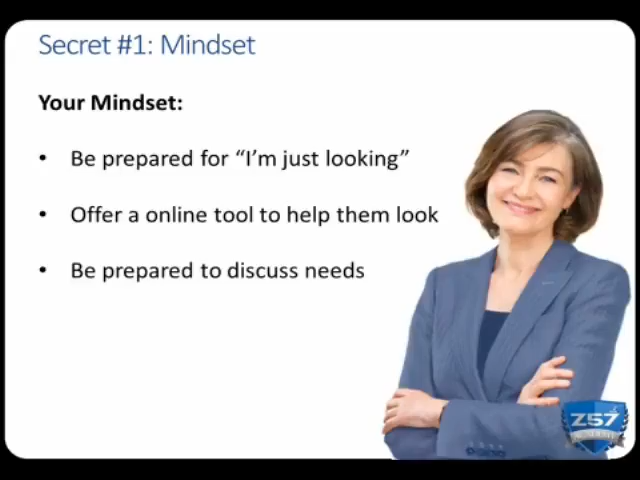 Secret #1: Mindset
Your Mindset:
• Be prepared for “I’m just looking”
• Offer a online tool to help them look
• Be prepared to discuss needs
Z57